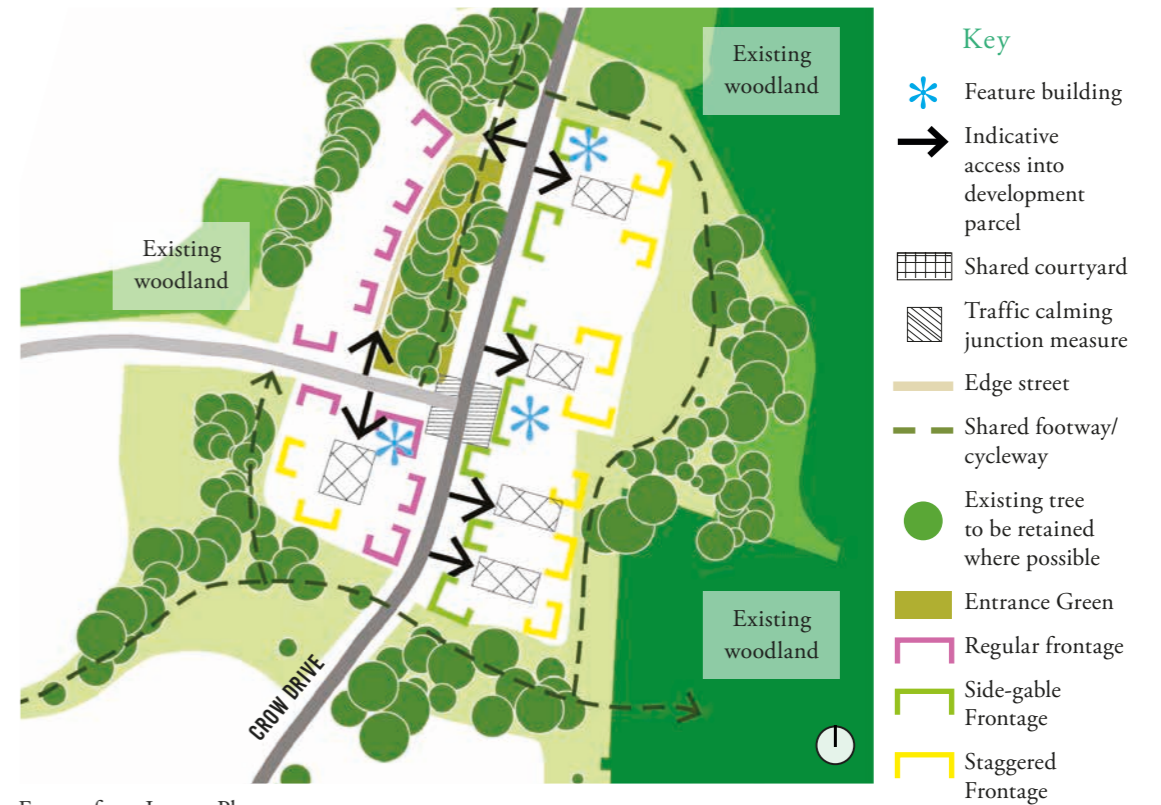 Existing
woodland
Existing
woodland
Existing
woodland
CROW DRIVE
Key
Feature building
Indicative
access into
development
parcel
Shared courtyard
Traffic calming
junction measure
Edge street
Shared footway/
cycleway
Existing tree
to be retained
where possible
Entrance Green
Regular frontage
Side-gable
Frontage
Staggered
Frontage